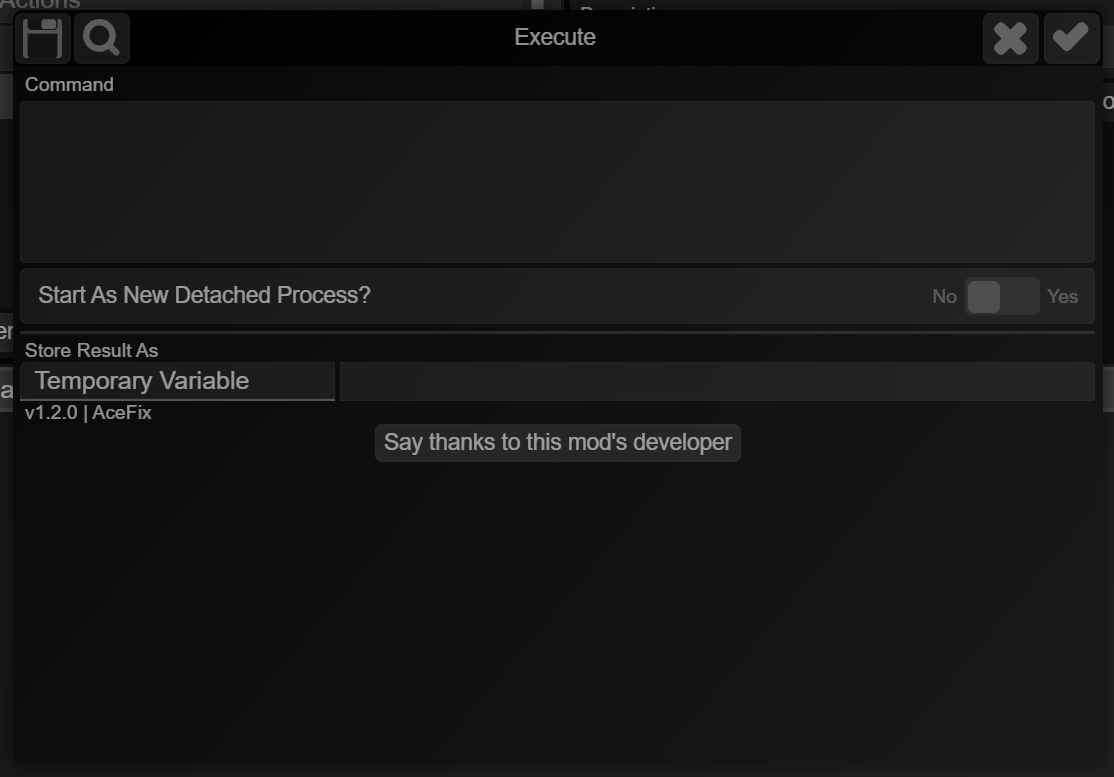 Actions
Execute
Command
Start As New Detached Process?
No
Yes
Store Result As
Temporary Variable
v1.2.0 | AceFix
Say thanks to this mod's developer